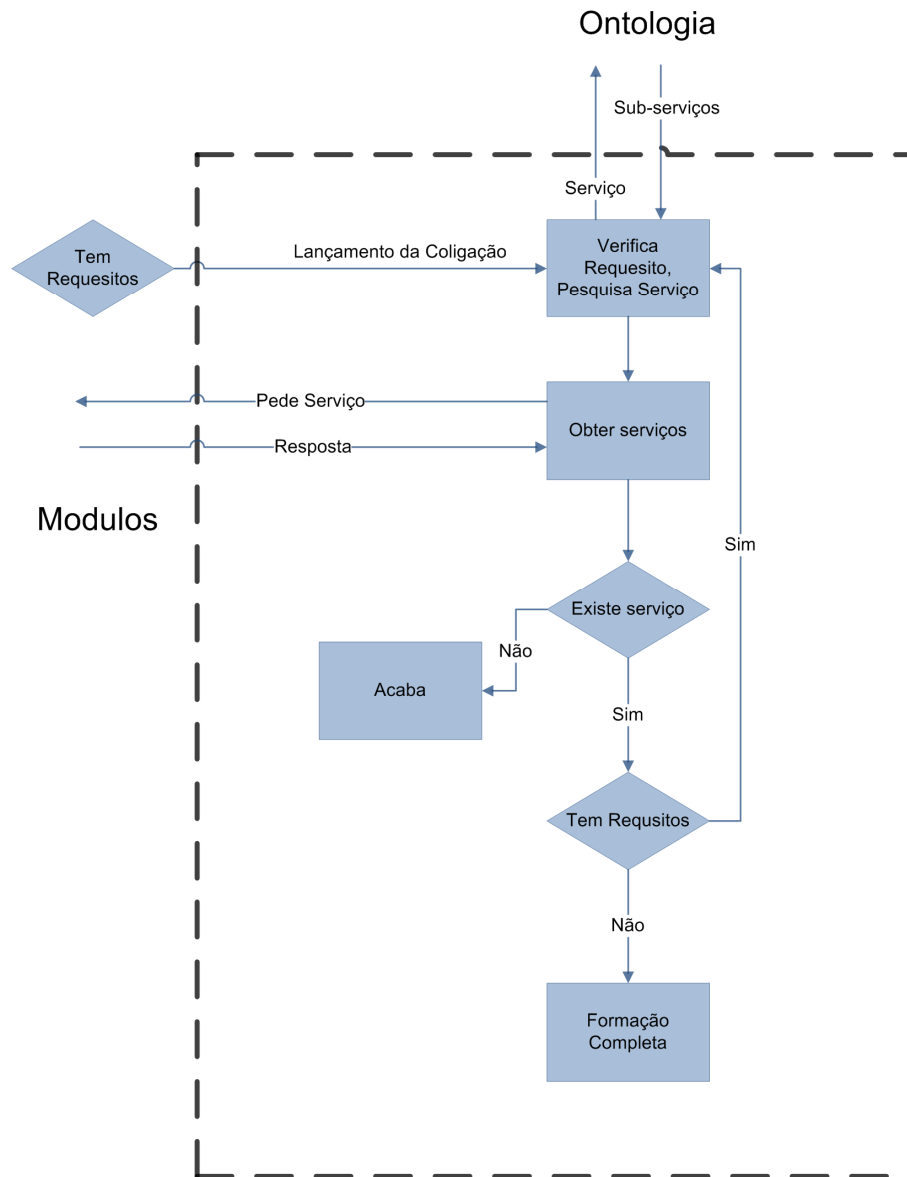 Ontologia
Sub-serviços
Serviço
Tem
Requesitos
Lançamento da Coligação
Verifica
Requesito,
Pesquisa Serviço
Pede Serviço
Obter serviços
Resposta
Modulos
Sim
Existe serviço
Não
Acaba
Sim
Tem Requsitos
Não
Formação
Completa